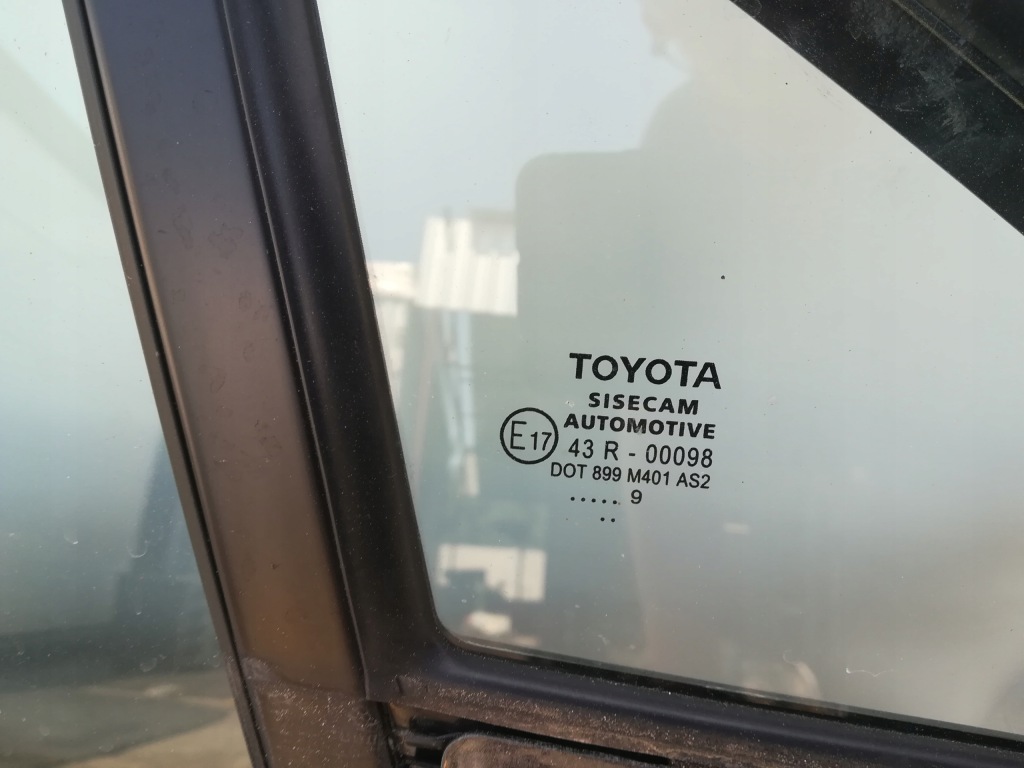 TOYOTA
SISECAM
AUTOMOTIVE
E17 43 R - 00098
DOT 899 M401 AS2
..... 9
..